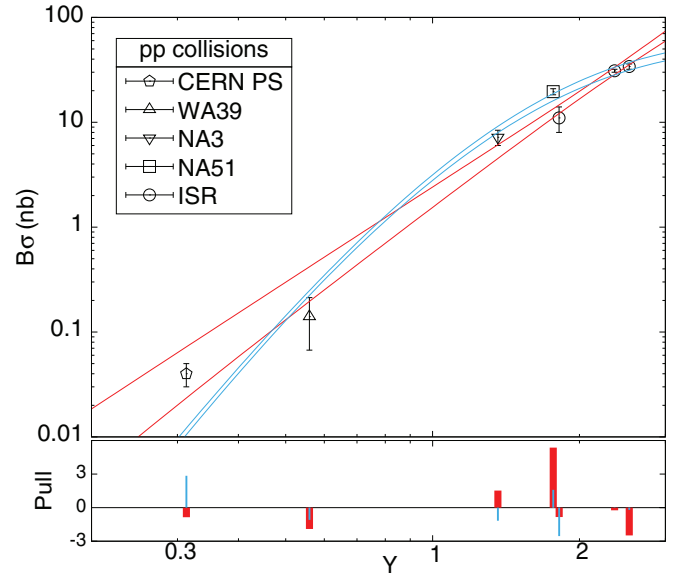 100
10
1
0.1
0.01
Bσ (nb)
pp collisions
CERN PS
WA39
NA3
NA51
ISR
3
0
-3
Pull
0.3
1
2
Y